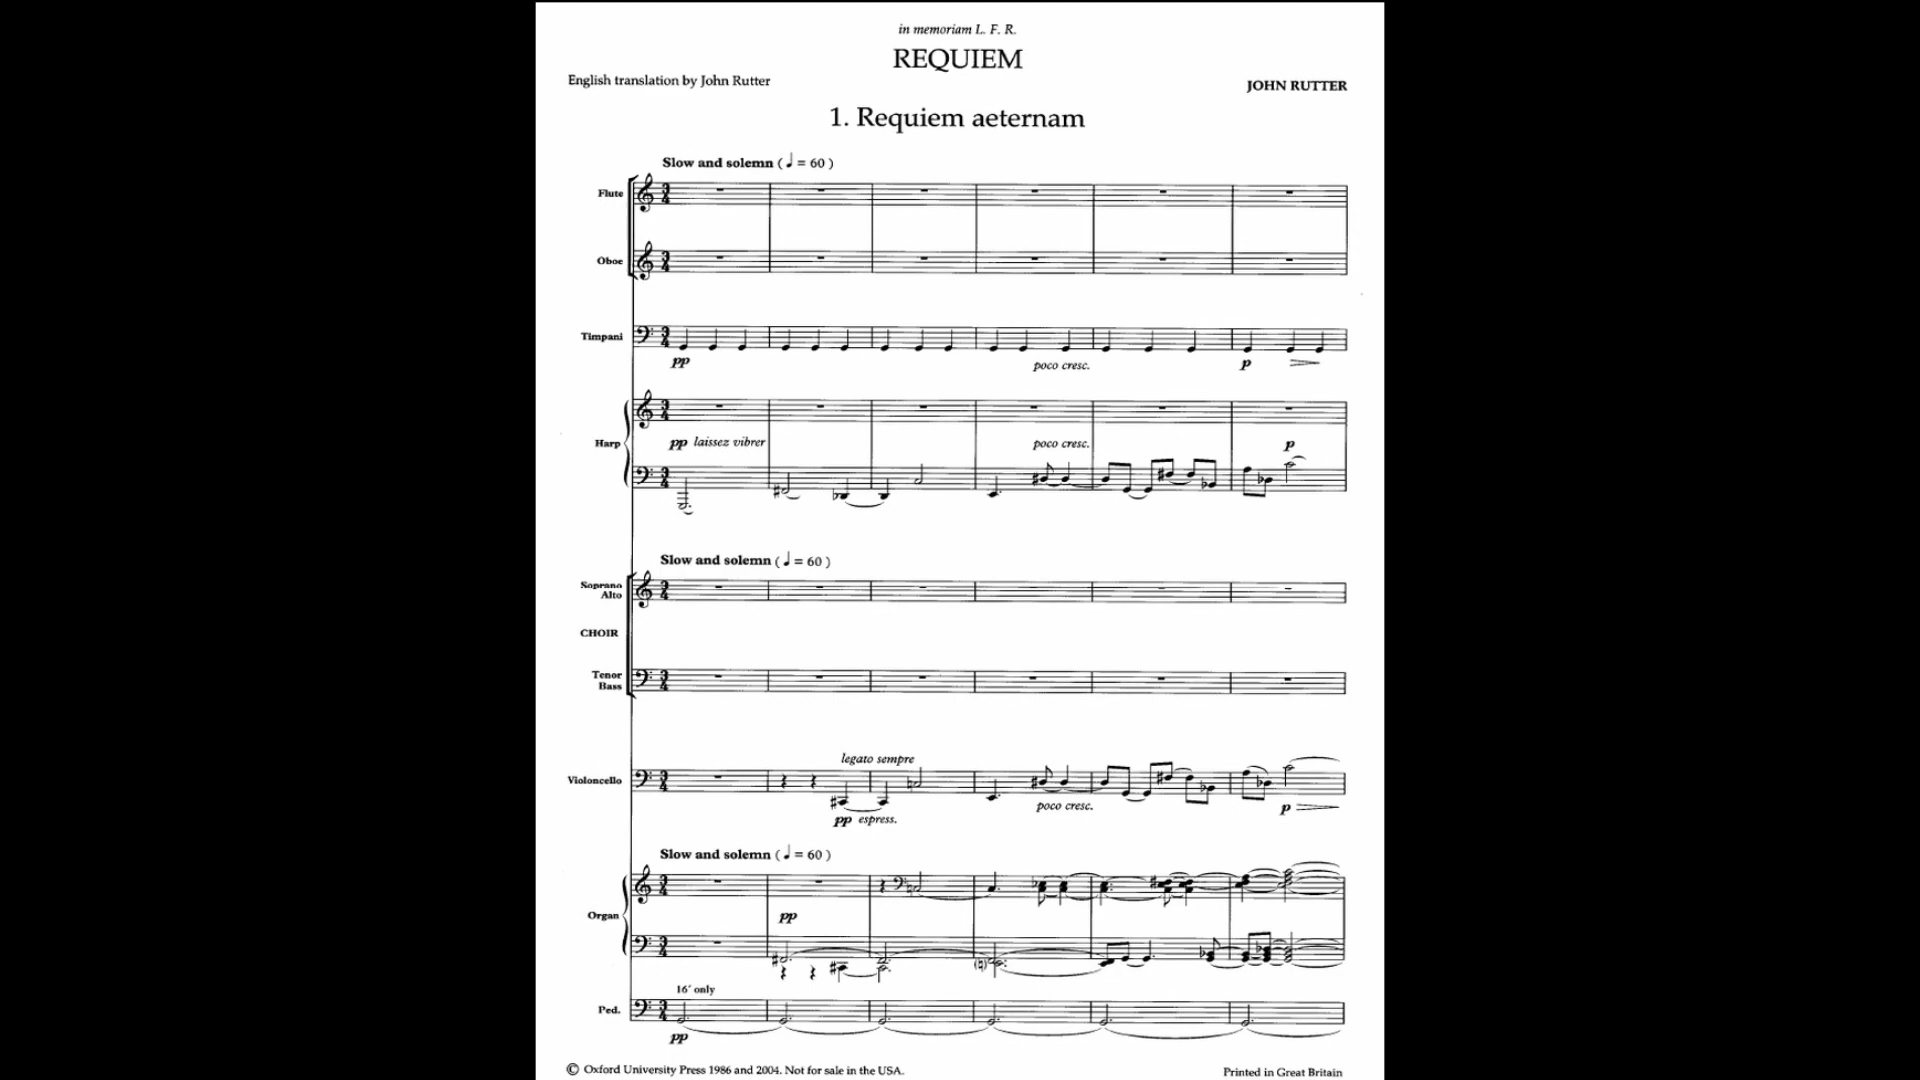 in memoriam L. F. R.
REQUIEM
English translation by John Rutter
JOHN RUTTER
1. Requiem aeternam
Slow and solemn ( ♩ = 60 )
Flute
Oboe
Timpani
pp
poco cresc.
p
Harp
pp laissez vibrer
poco cresc.
p
Slow and solemn ( ♩ = 60 )
Soprano
Alto
CHOIR
Tenor
Bass
legato sempre
Violoncello
pp espress.
poco cresc.
p
Slow and solemn ( ♩ = 60 )
Organ
pp
16' only
Ped.
pp
© Oxford University Press 1986 and 2004. Not for sale in the USA.
Printed in Great Britain